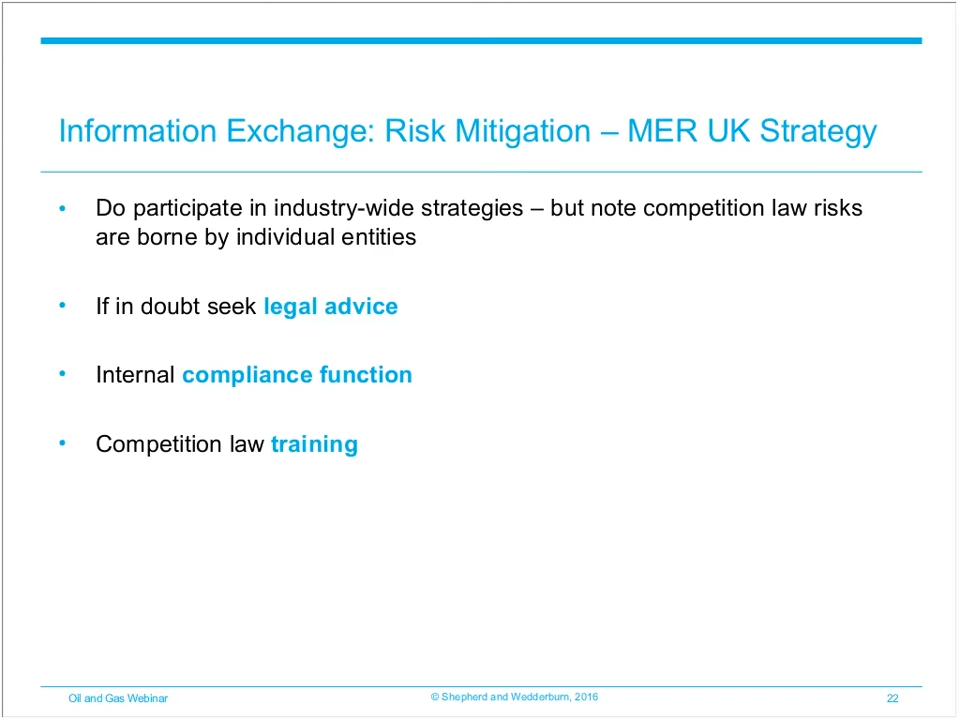 Information Exchange: Risk Mitigation – MER UK Strategy
• Do participate in industry-wide strategies – but note competition law risks
are borne by individual entities
• If in doubt seek legal advice
• Internal compliance function
• Competition law training
Oil and Gas Webinar
© Shepherd and Wedderburn, 2016
22